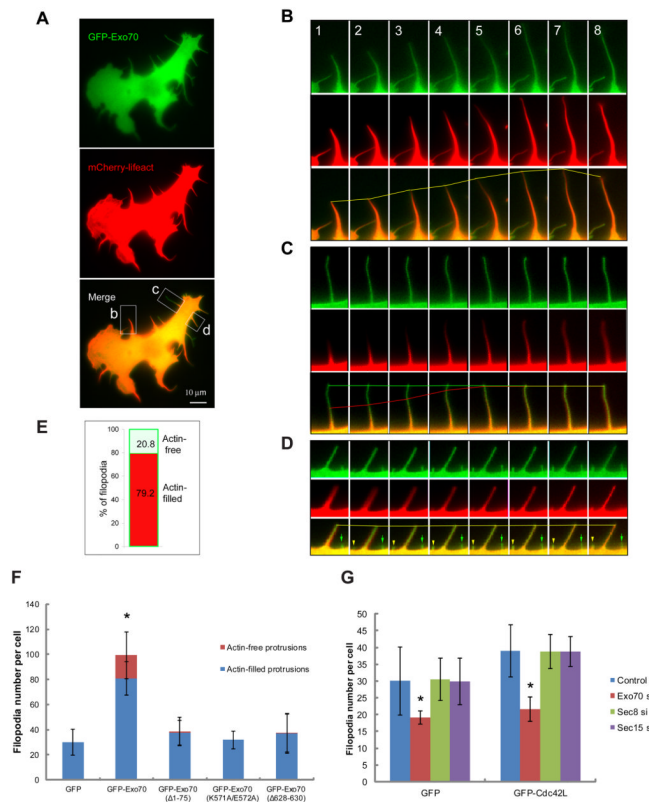 A
GFP-Exo70
mCherry-lifeact
Merge
b
c
d
10 μm
B
1 2 3 4 5 6 7 8
C
D
E
% of filopodia
100
80
60
40
20
0
20.8
79.2
Actin-free
Actin-filled
F
Filopodia number per cell
140
120
100
80
60
40
20
0
*
Actin-free protrusions
Actin-filled protrusions
GFP
GFP-Exo70
GFP-Exo70 (Δ1-75)
GFP-Exo70 (K571A/E572A)
GFP-Exo70 (Δ628-630)
G
Filopodia number per cell
50
45
40
35
30
25
20
15
10
5
0
*
*
GFP
GFP-Cdc42L
Control
Exo70 s
Sec8 si
Sec15 s